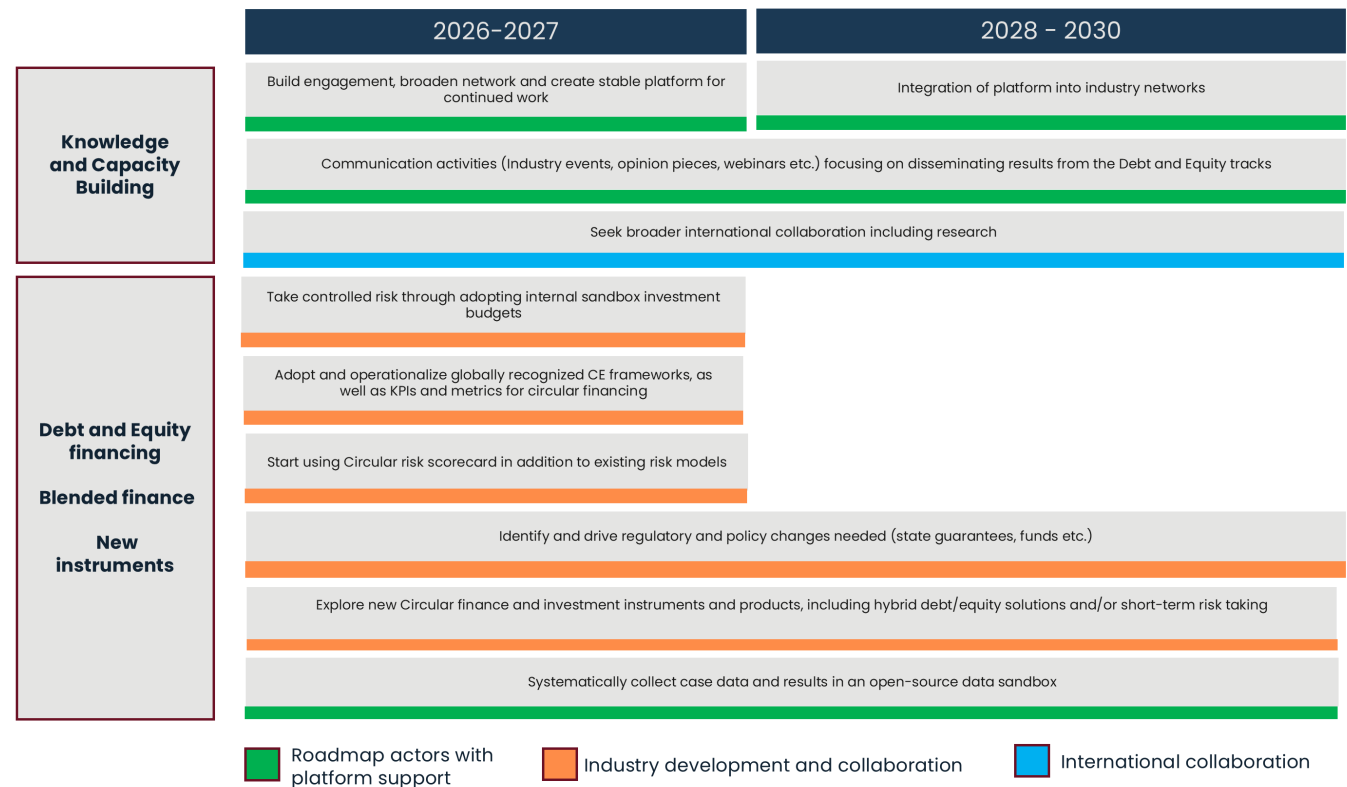 2026-2027
2028 - 2030
Knowledge
and Capacity
Building
Build engagement, broaden network and create stable platform for
continued work
Integration of platform into industry networks
Communication activities (Industry events, opinion pieces, webinars etc.) focusing on disseminating results from the Debt and Equity tracks
Seek broader international collaboration including research
Debt and Equity
financing
Blended finance
New
instruments
Take controlled risk through adopting internal sandbox investment
budgets
Adopt and operationalize globally recognized CE frameworks, as
well as KPIs and metrics for circular financing
Start using Circular risk scorecard in addition to existing risk models
Identify and drive regulatory and policy changes needed (state guarantees, funds etc.)
Explore new Circular finance and investment instruments and products, including hybrid debt/equity solutions and/or short-term risk taking
Systematically collect case data and results in an open-source data sandbox
Roadmap actors with
platform support
Industry development and collaboration
International collaboration